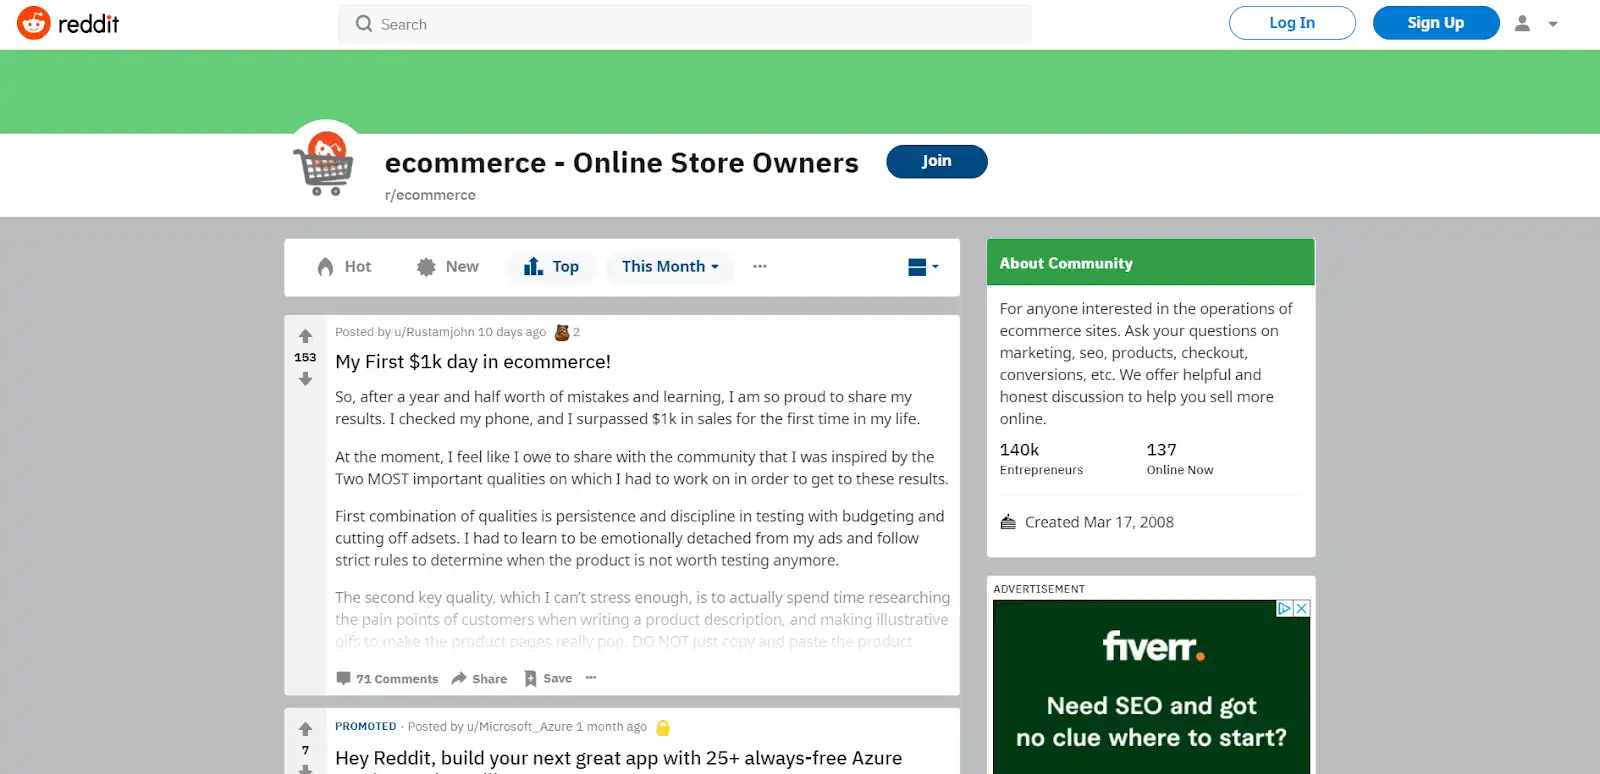 reddit
Search
Log In
Sign Up
ecommerce - Online Store Owners
Join
r/ecommerce
Hot
New
Top
This Month
...
153
Posted by u/Rustamjohn 10 days ago 2
My First $1k day in ecommerce!
So, after a year and half worth of mistakes and learning, I am so proud to share my
results. I checked my phone, and I surpassed $1k in sales for the first time in my life.
At the moment, I feel like I owe to share with the community that I was inspired by the
Two MOST important qualities on which I had to work on in order to get to these results.
First combination of qualities is persistence and discipline in testing with budgeting and
cutting off adsets. I had to learn to be emotionally detached from my ads and follow
strict rules to determine when the product is not worth testing anymore.
The second key quality, which I can't stress enough, is to actually spend time researching
the pain points of customers when writing a product description, and making illustrative
gifs to make the product pages really pop. DO NOT just copy and paste the product
71 Comments
Share
Save
...
7
PROMOTED · Posted by u/Microsoft_Azure 1 month ago
Hey Reddit, build your next great app with 25+ always-free Azure
About Community
For anyone interested in the operations of
ecommerce sites. Ask your questions on
marketing, seo, products, checkout,
conversions, etc. We offer helpful and
honest discussion to help you sell more
online.
140k
Entrepreneurs
137
Online Now
Created Mar 17, 2008
ADVERTISEMENT
fiverr.
Need SEO and got
no clue where to start?